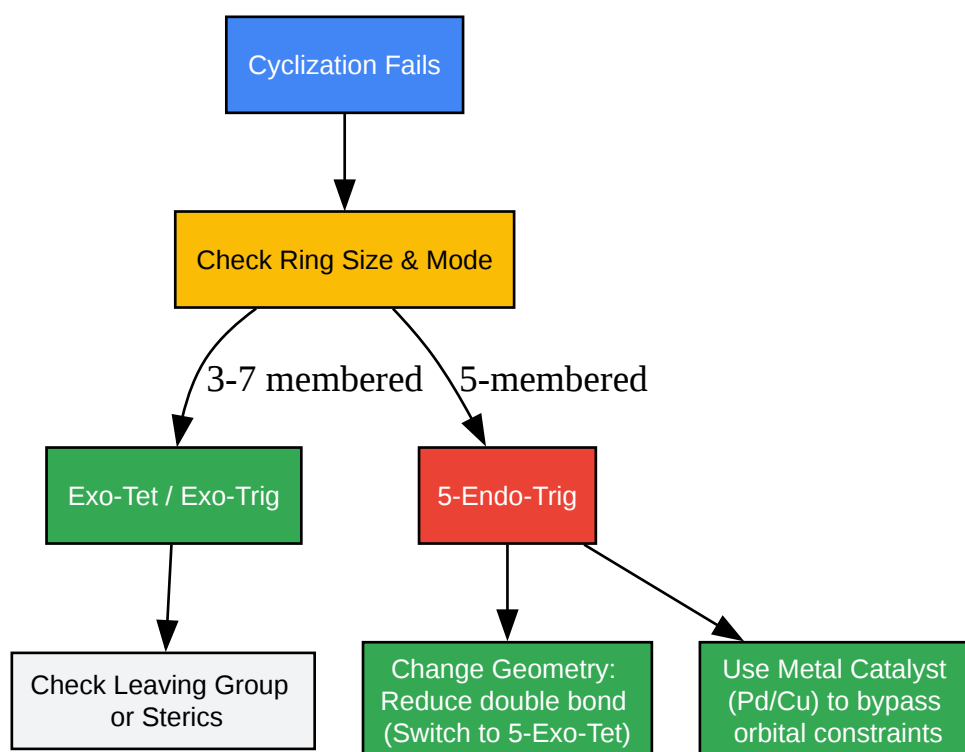 Cyclization Fails
Check Ring Size & Mode
3-7 membered
5-membered
Exo-Tet / Exo-Trig
5-Endo-Trig
Check Leaving Group
or Sterics
Change Geometry:
Reduce double bond
(Switch to 5-Exo-Tet)
Use Metal Catalyst
(Pd/Cu) to bypass
orbital constraints